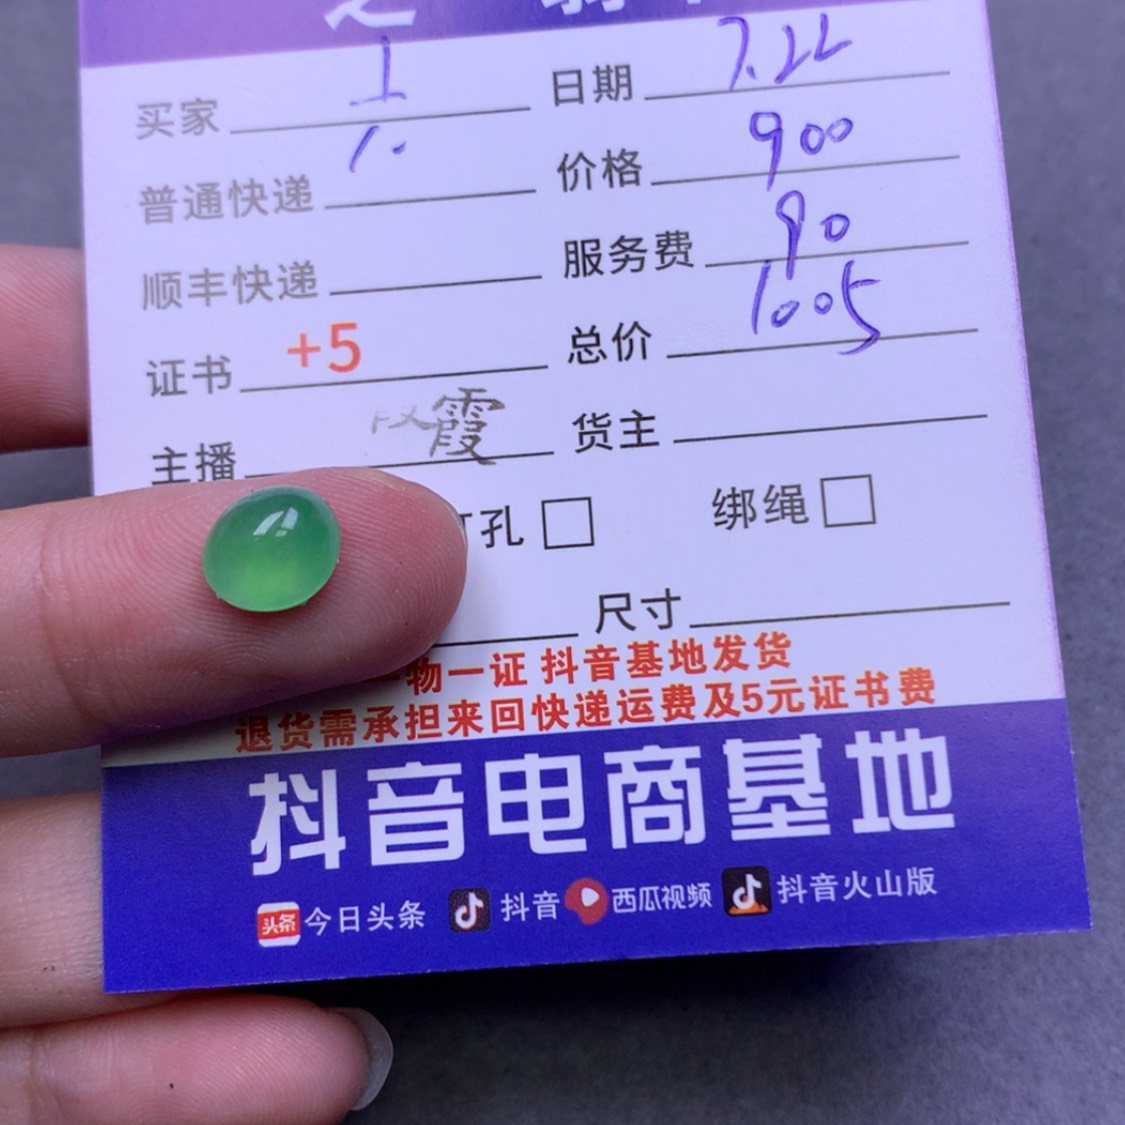 买家 日期 7.22
普通快递 价格 900
顺丰快递 服务费 90
证书 +5 总价 1005
主播 霞 货主
孔 绑绳
尺寸
物一证 抖音基地发货
退货需承担来回快递运费及5元证书费
抖音电商基地
头条 今日头条 抖音 西瓜视频 抖音火山版